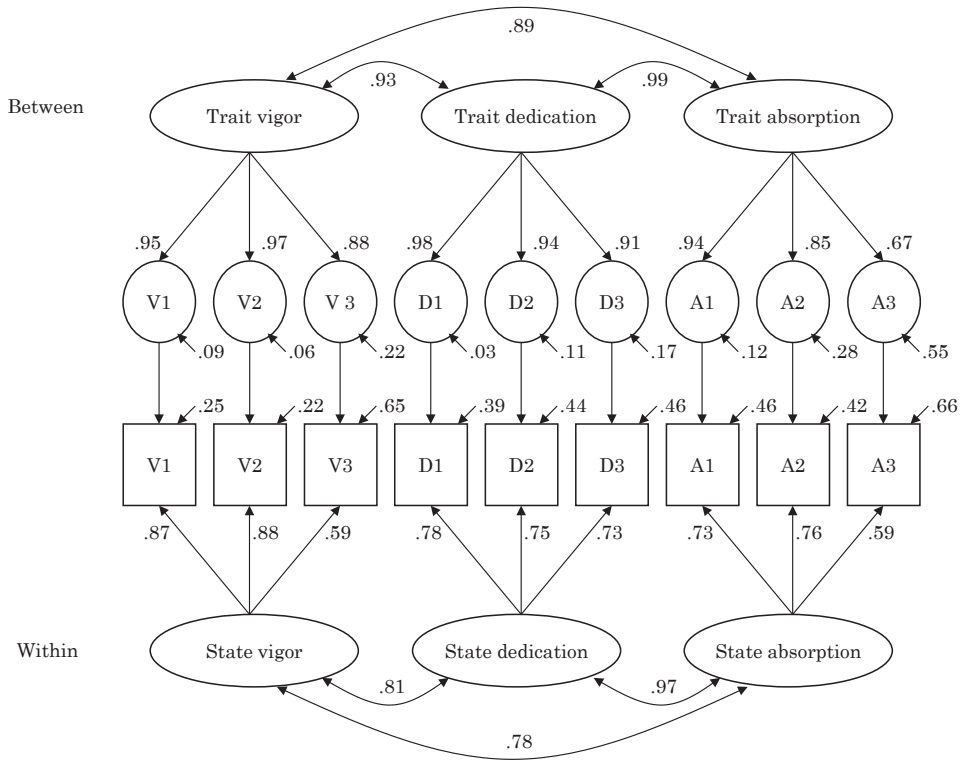 .89
.93
.99
Between
Trait vigor
Trait dedication
Trait absorption
.95
.97
.88
.98
.94
.91
.94
.85
.67
V1
V2
V 3
D1
D2
D3
A1
A2
A3
.09
.06
.22
.03
.11
.17
.12
.28
.55
.25
.22
.65
.39
.44
.46
.46
.42
.66
V1
V2
V3
D1
D2
D3
A1
A2
A3
.87
.88
.59
.78
.75
.73
.73
.76
.59
Within
State vigor
State dedication
State absorption
.81
.97
.78